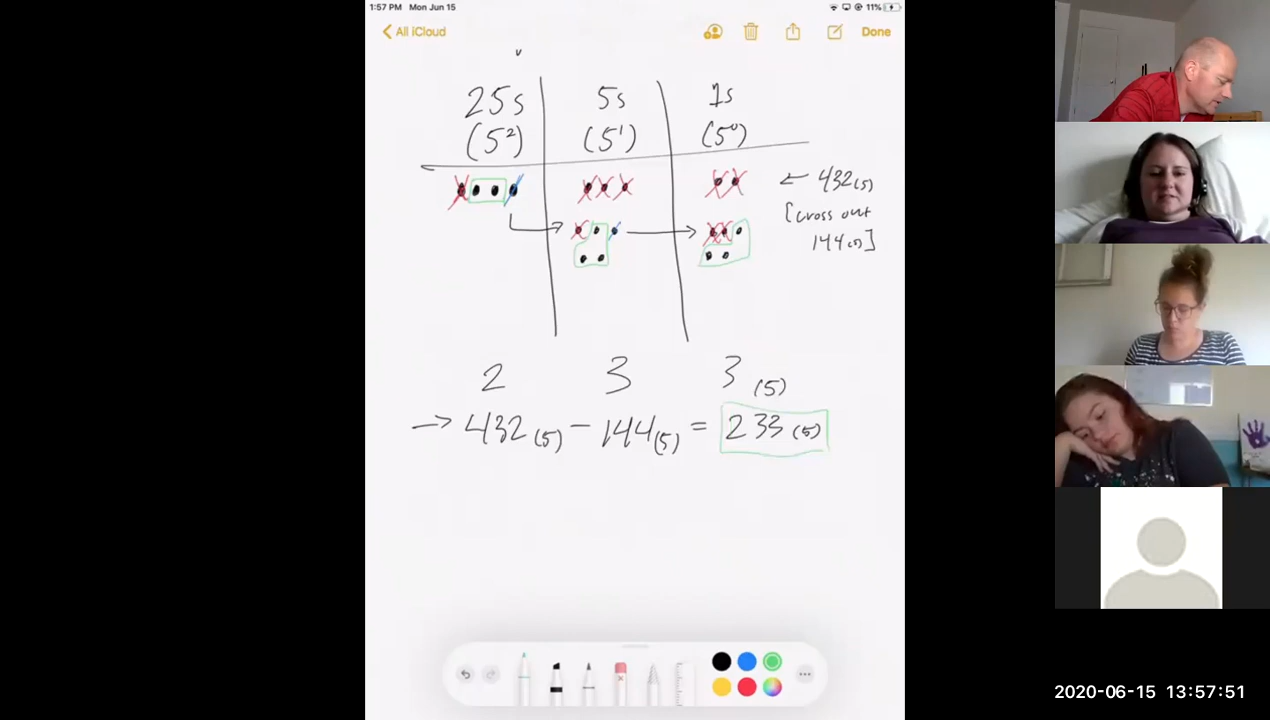 1:57 PM Mon Jun 15
11%
All iCloud
Done
25s 5s 1s
(5²) (5¹) (5⁰)
← 432(5)
[cross out
144(5)]
2 3 3 (5)
→ 432(5) - 144(5) = 233(5)
2020-06-15 13:57:51